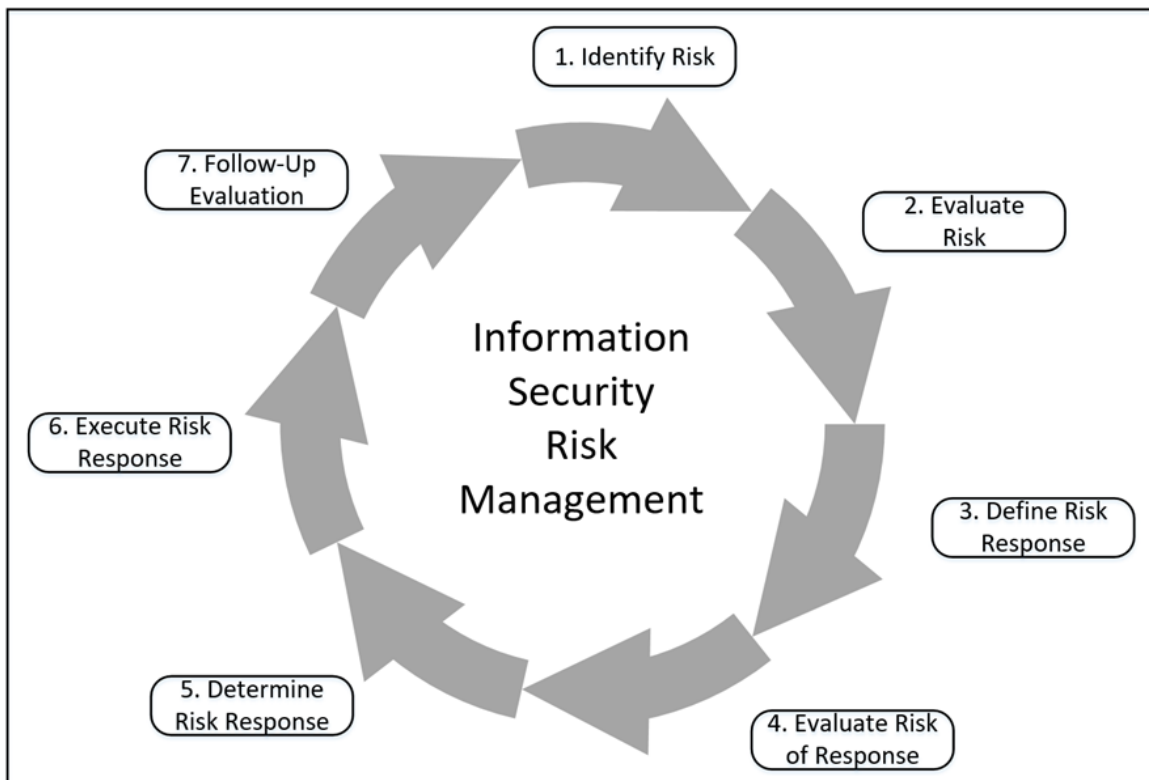 1. Identify Risk
2. Evaluate
Risk
3. Define Risk
Response
4. Evaluate Risk
of Response
5. Determine
Risk Response
6. Execute Risk
Response
7. Follow-Up
Evaluation
Information
Security
Risk
Management